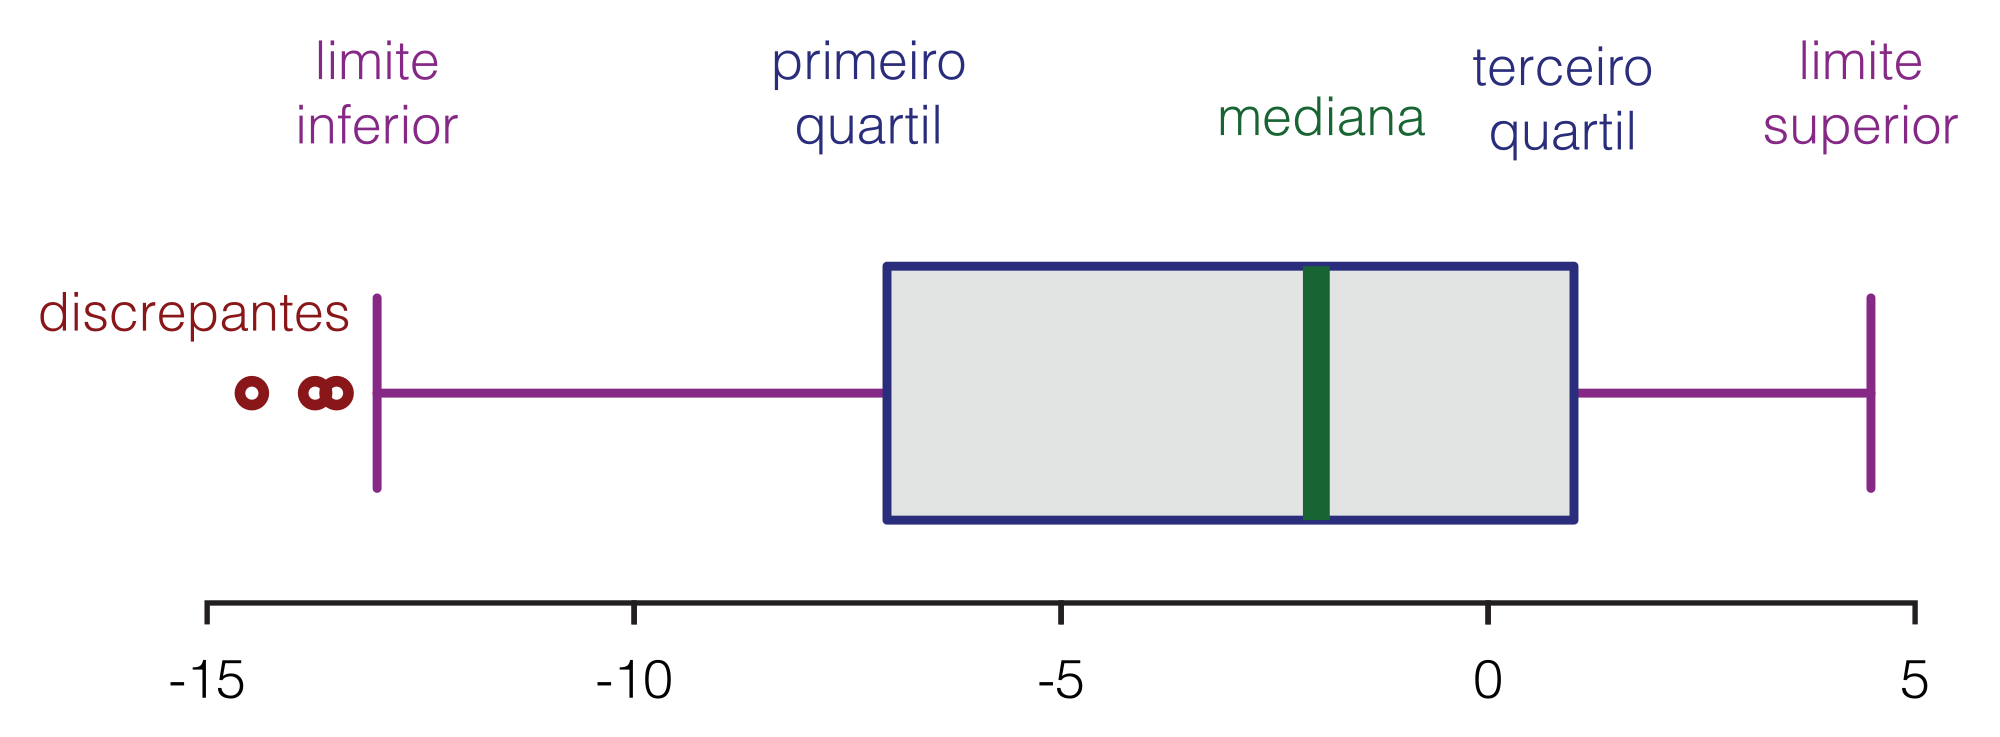 limite
inferior
primeiro
quartil
mediana
terceiro
quartil
limite
superior
discrepantes
-15
-10
-5
0
5